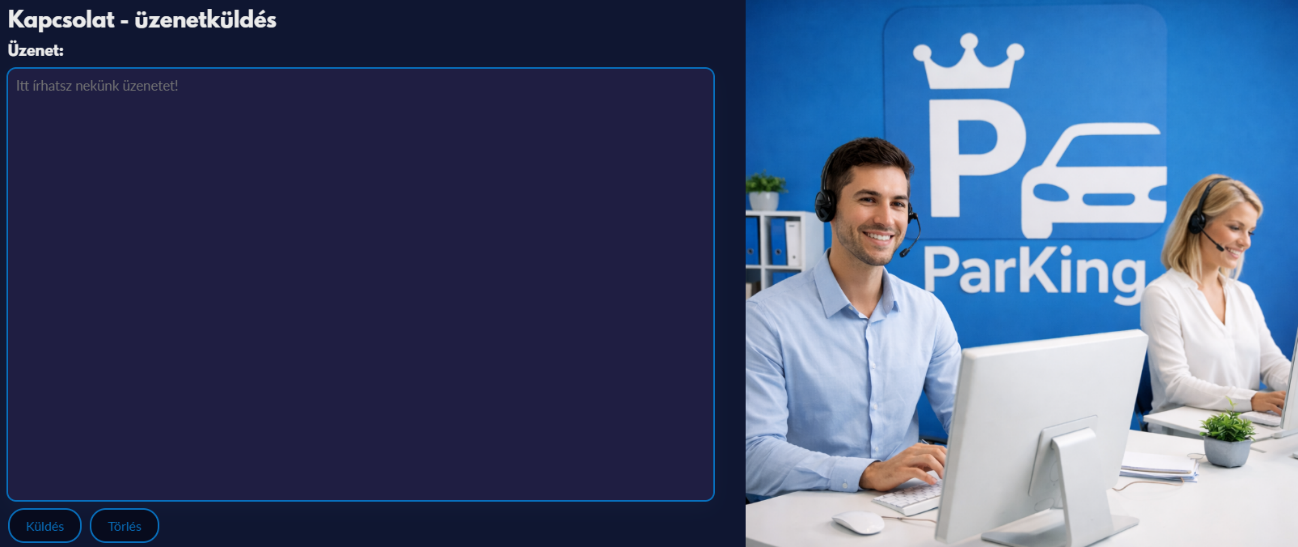 Kapcsolat - üzenetküldés
Üzenet:
Itt írhatsz nekünk üzenetet!
Küldés
Törlés
P
ParKing